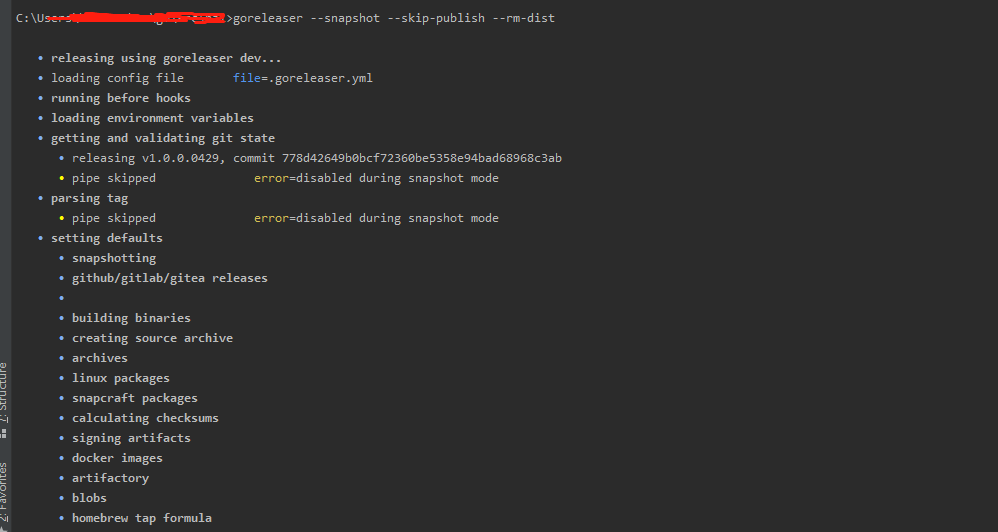 C:\Users\ >goreleaser --snapshot --skip-publish --rm-dist
• releasing using goreleaser dev...
• loading config file file=.goreleaser.yml
• running before hooks
• loading environment variables
• getting and validating git state
• releasing v1.0.0.0429, commit 778d42649b0bcf72360be5358e94bad68968c3ab
• pipe skipped error=disabled during snapshot mode
• parsing tag
• pipe skipped error=disabled during snapshot mode
• setting defaults
• snapshotting
• github/gitlab/gitea releases
•
• building binaries
• creating source archive
• archives
• linux packages
• snapcraft packages
• calculating checksums
• signing artifacts
• docker images
• artifactory
• blobs
• homebrew tap formula
7: Structure
2: Favorites